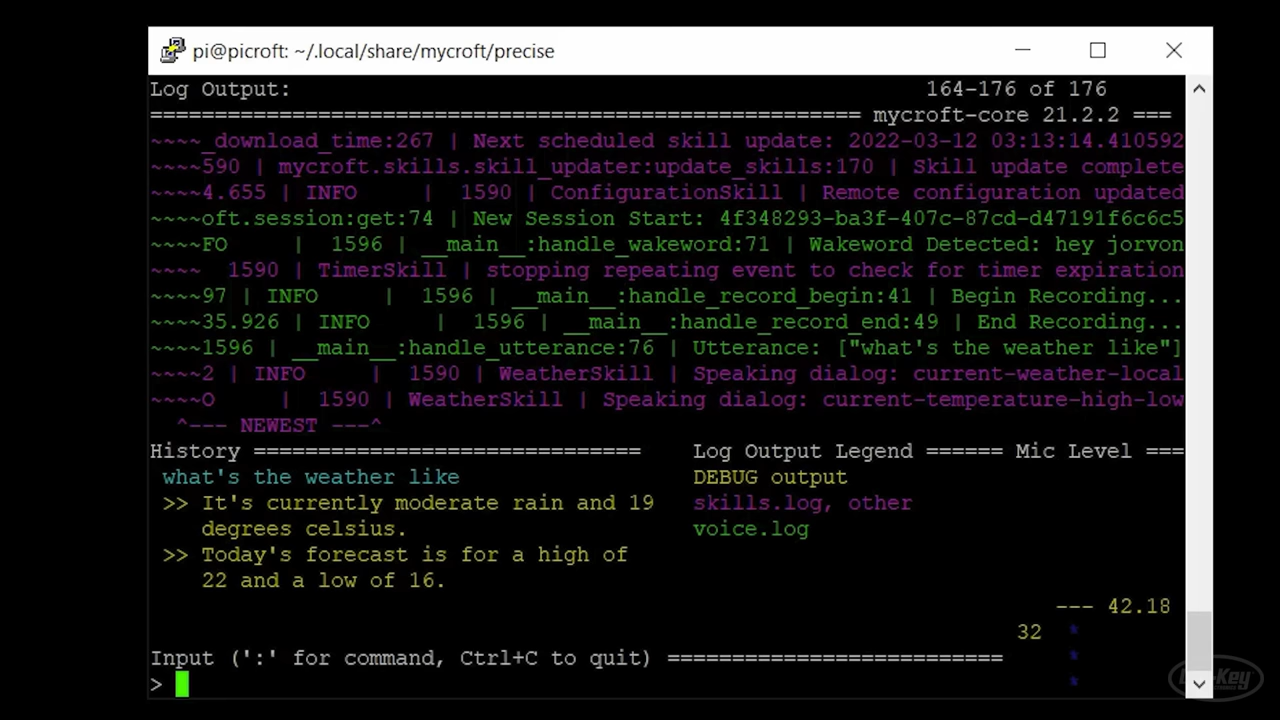 pi@picroft: ~/.local/share/mycroft/precise
Log Output: 164-176 of 176
======================================================= mycroft-core 21.2.2 ===
~~~~_download_time:267 | Next scheduled skill update: 2022-03-12 03:13:14.410592
~~~~590 | mycroft.skills.skill_updater:update_skills:170 | Skill update complete
~~~~4.655 | INFO     |  1590 | ConfigurationSkill | Remote configuration updated
~~~~oft.session:get:74 | New Session Start: 4f348293-ba3f-407c-87cd-d47191f6c6c5
~~~~FO     |  1596 | __main__:handle_wakeword:71 | Wakeword Detected: hey jorvon
~~~~  1590 | TimerSkill | stopping repeating event to check for timer expiration
~~~~97 | INFO     |  1596 | __main__:handle_record_begin:41 | Begin Recording...
~~~~35.926 | INFO     |  1596 | __main__:handle_record_end:49 | End Recording...
~~~~1596 | __main__:handle_utterance:76 | Utterance: ["what's the weather like"]
~~~~2 | INFO     |  1590 | WeatherSkill | Speaking dialog: current-weather-local
~~~~O     |  1590 | WeatherSkill | Speaking dialog: current-temperature-high-low
^--- NEWEST ---^
History ============================== Log Output Legend ====== Mic Level ===
what's the weather like DEBUG output
>> It's currently moderate rain and 19 skills.log, other
degrees celsius. voice.log
>> Today's forecast is for a high of
22 and a low of 16.
--- 42.18
32 *
Input (':' for command, Ctrl+C to quit) ========================== *
> *